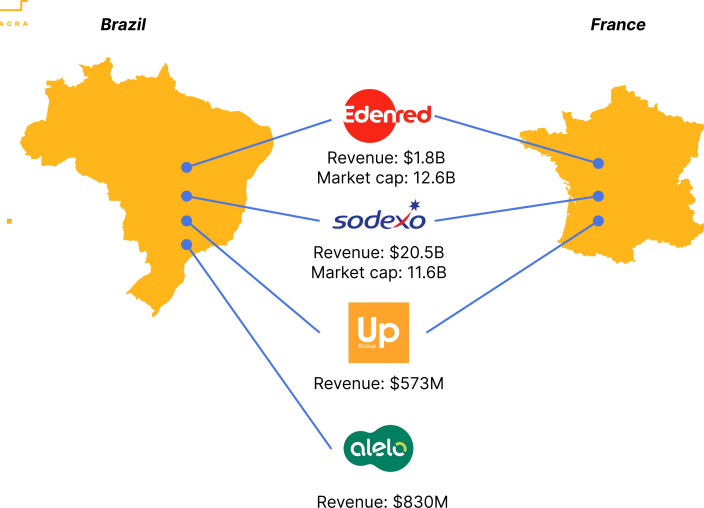 ACRA
Brazil
France
Edenred
Revenue: $1.8B
Market cap: 12.6B
sodexo
Revenue: $20.5B
Market cap: 11.6B
Up
Group
Revenue: $573M
alelo
Revenue: $830M